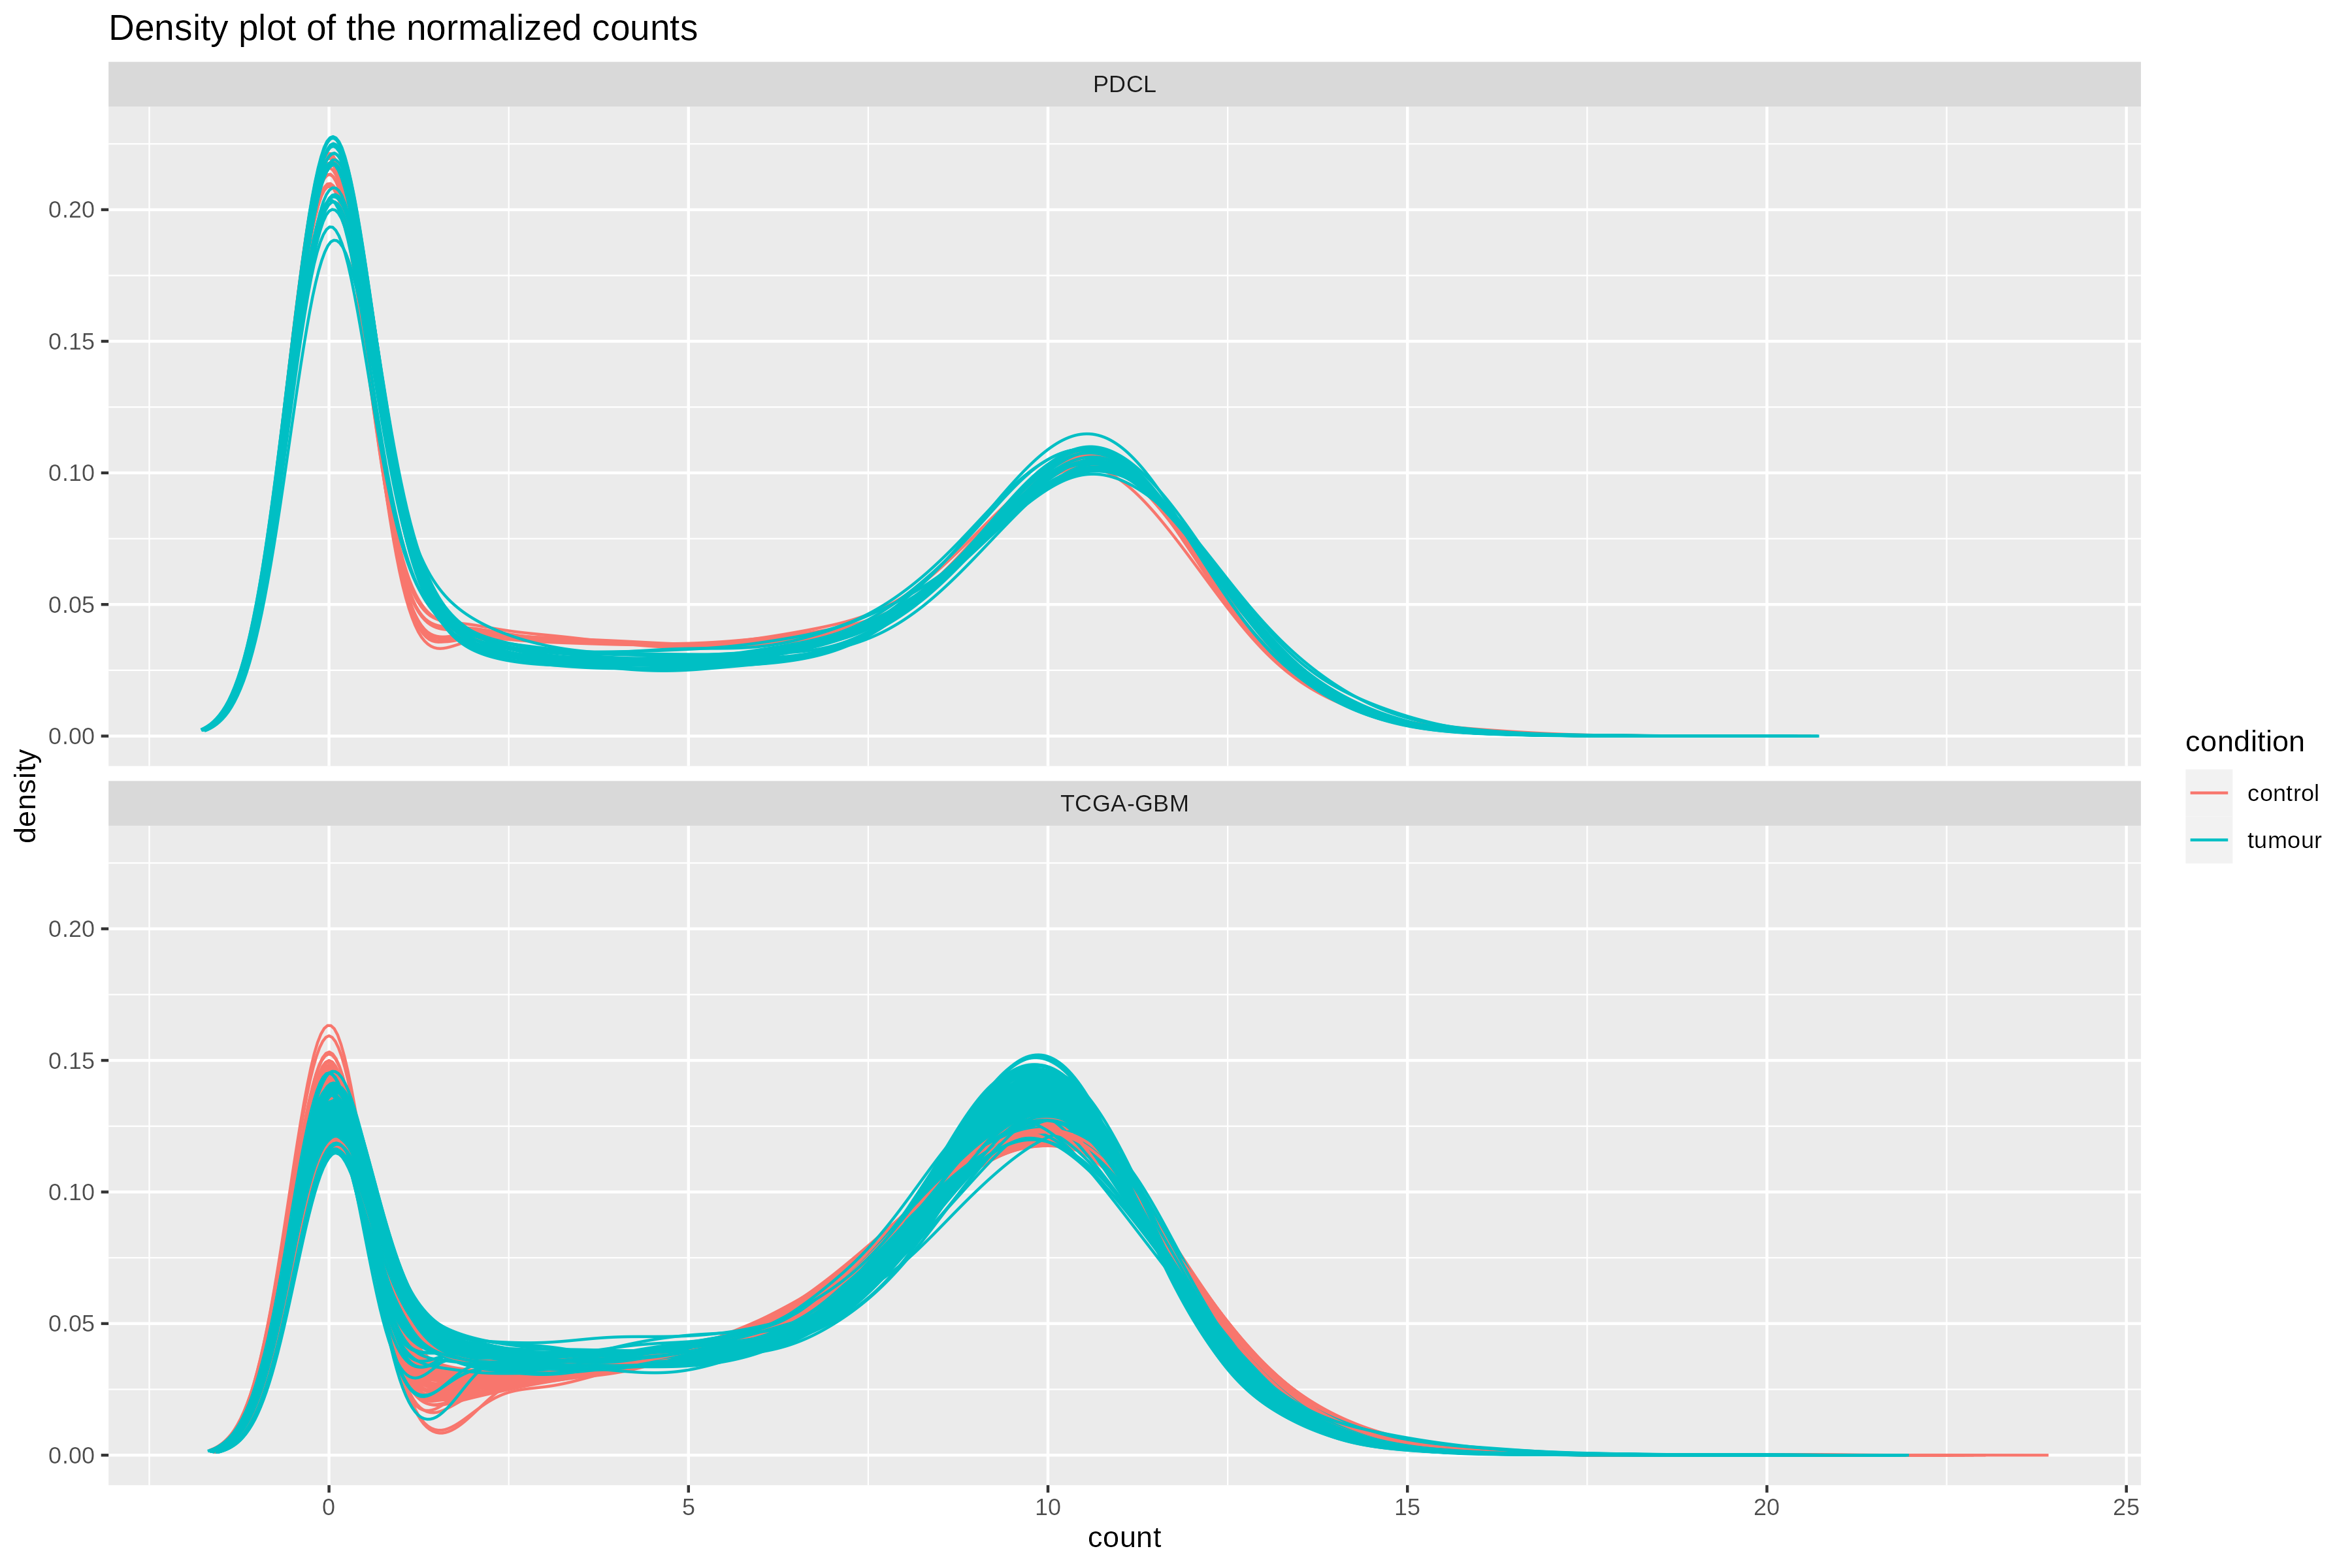 Density plot of the normalized counts
PDCL
0.20
0.15
0.10
0.05
0.00
TCGA-GBM
0.20
0.15
0.10
0.05
0.00
0 5 10 15 20 25
count
density
condition
control
tumour